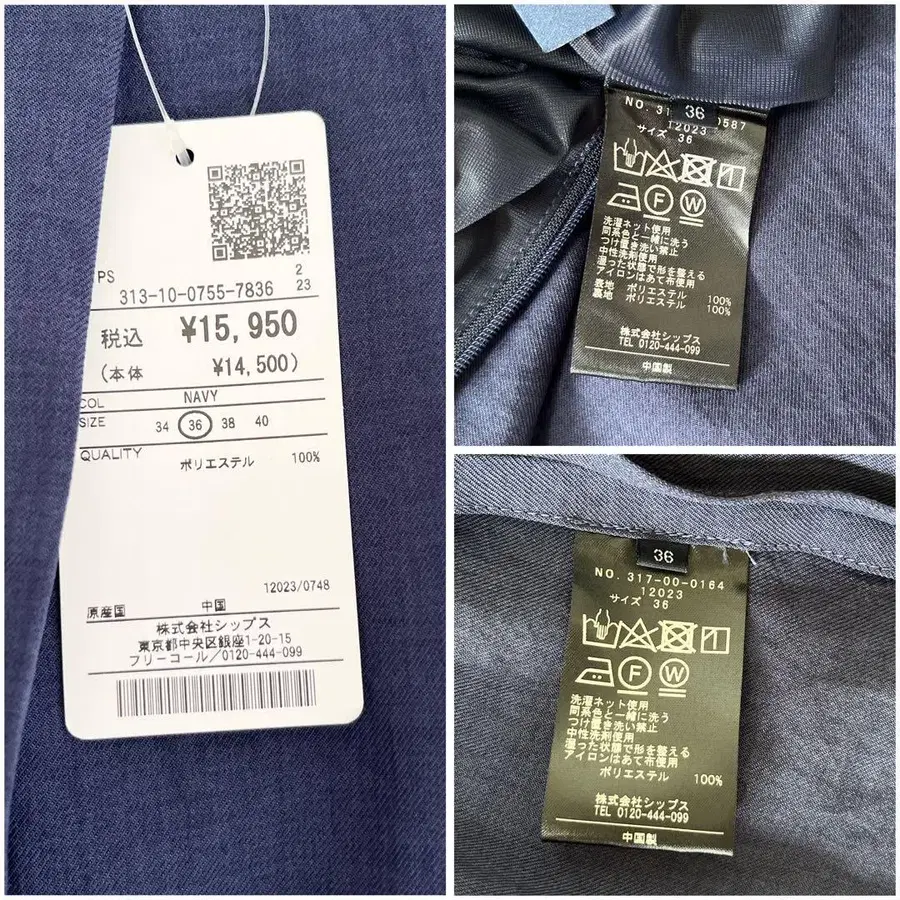 PS
2
313-10-0755-7836 23
税込 ¥15,950
(本体 ¥14,500)
COL NAVY
SIZE 34 36 38 40
QUALITY
ポリエステル 100%
12023/0748
原産国 中国
株式会社シップス
東京都中央区銀座1-20-15
フリーコール/0120-444-099
36
NO. 31 0587
12023
サイズ 36
F W
洗濯ネット使用
同系色と一緒に洗う
つけ置き洗い禁止
中性洗剤使用
湿った状態で形を整える
アイロンはあて布使用
表地 ポリエステル 100%
裏地 ポリエステル 100%
株式会社シップス
TEL 0120-444-099
中国製
36
NO. 317-00-0164
12023
サイズ 36
F W
洗濯ネット使用
同系色と一緒に洗う
つけ置き洗い禁止
中性洗剤使用
湿った状態で形を整える
アイロンはあて布使用
ポリエステル 100%
株式会社シップス
TEL 0120-444-099
中国製